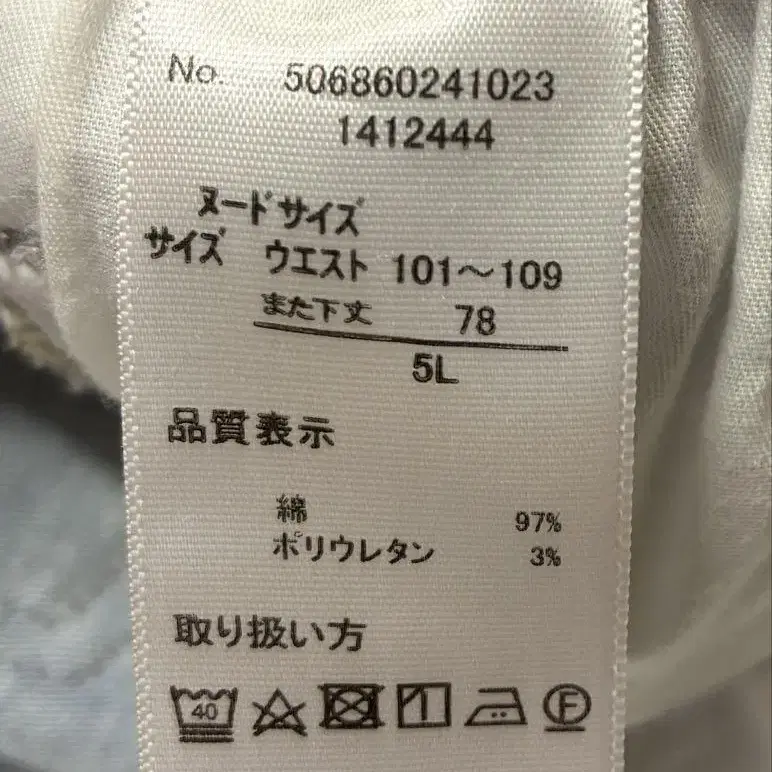 No. 506860241023
1412444
ヌードサイズ
サイズ ウエスト 101～109
また下丈 78
5L
品質表示
綿 97%
ポリウレタン 3%
取り扱い方
40 F